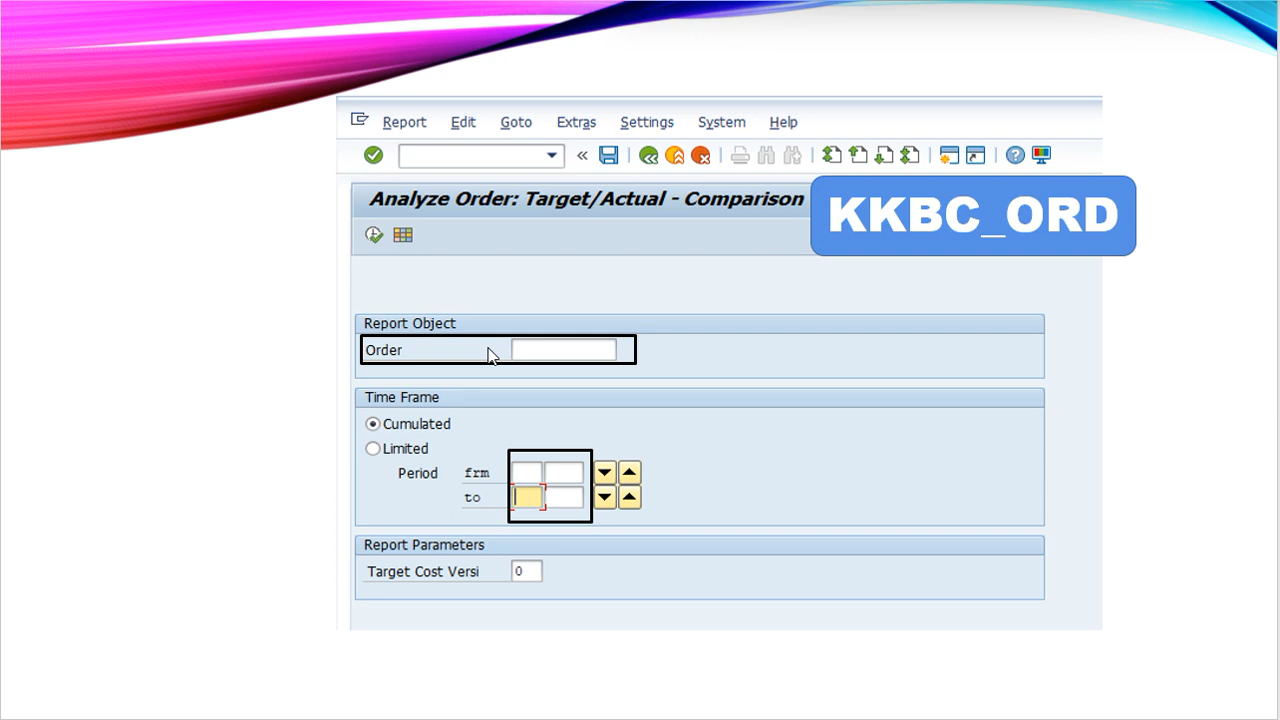 Report Edit Goto Extras Settings System Help
Analyze Order: Target/Actual - Comparison
KKBC_ORD
Report Object
Order
Time Frame
Cumulated
Limited
Period frm
to
Report Parameters
Target Cost Versi 0